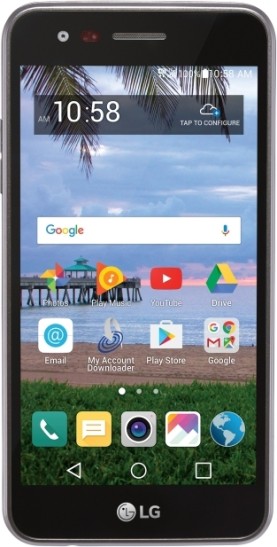 100% 10:58 AM
AM 10:58
TAP TO CONFIGURE
Google
Photos Play Music YouTube Drive
Email My Account Downloader Play Store Google
LG